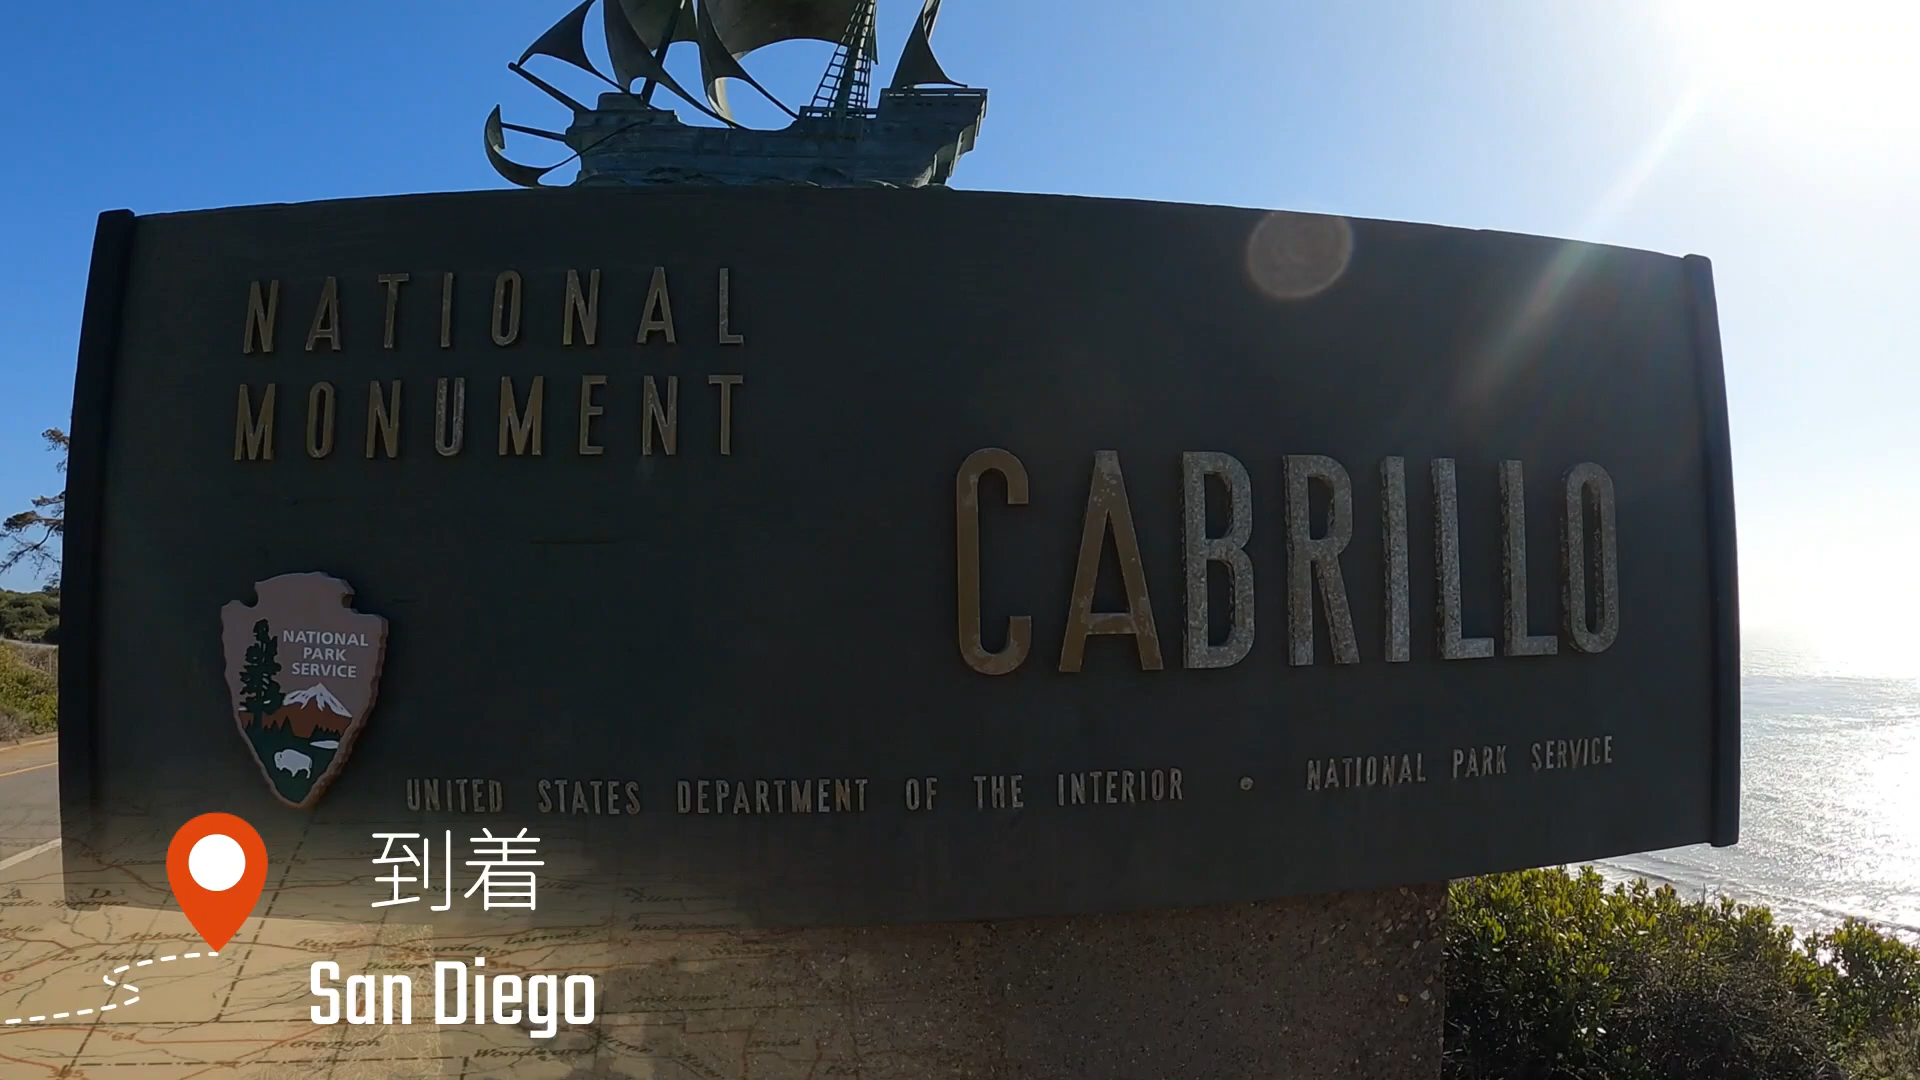 NATIONAL
MONUMENT
CABRILLO
NATIONAL
PARK
SERVICE
UNITED STATES DEPARTMENT OF THE INTERIOR • NATIONAL PARK SERVICE
到着
San Diego